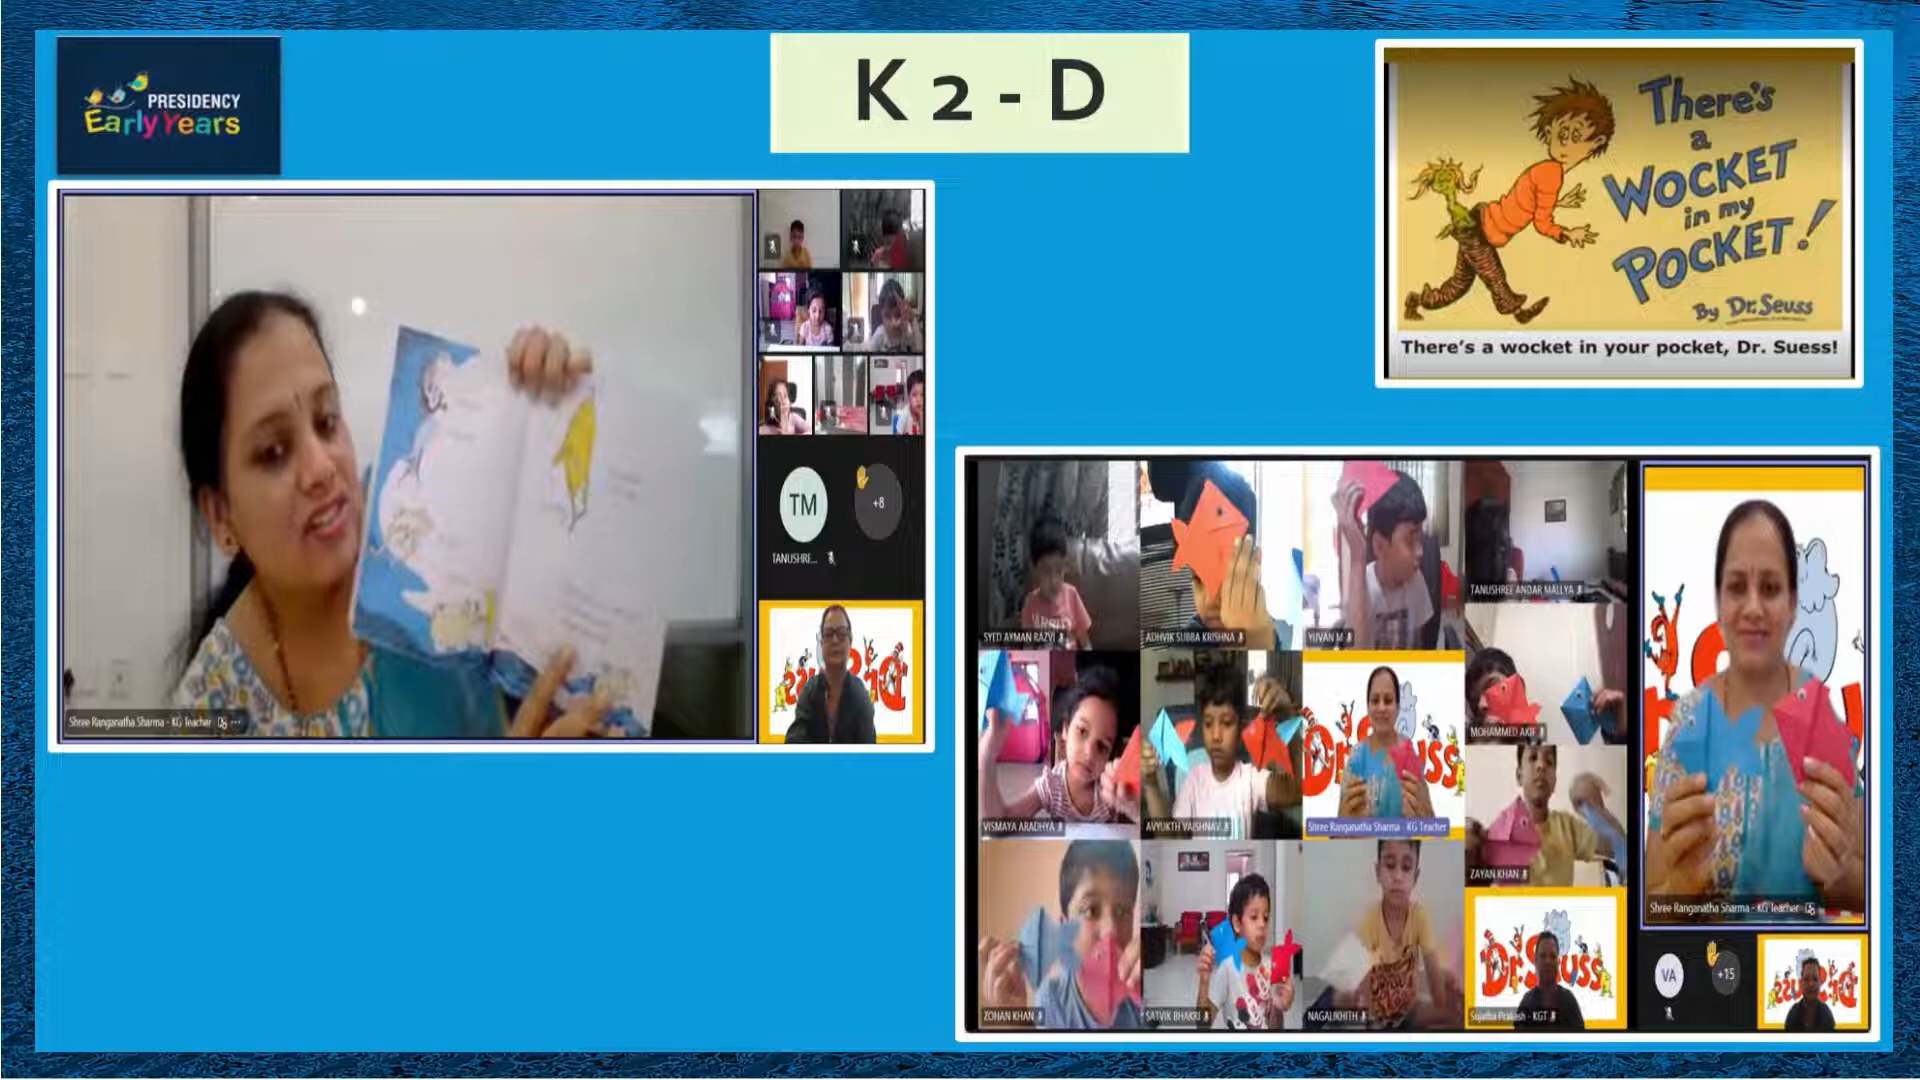 PRESIDENCY
EarlyYears
K 2 - D
There's
a
WOCKET
in my
POCKET!
By Dr. Seuss
There's a wocket in your pocket, Dr. Suess!
TM
+8
TANUSHRE...
Shree Ranganatha Sharma - KG Teacher
SYED AYMAN RAZVI
ADHVIK SUBBA KRISHNA
YUVAN M
TANUSHREE ANDAR MALLYA
VISMAYA ARADHYA
AVYUKTH VAISHNAV
Dr. Seuss
Shree Ranganatha Sharma - KG Teacher
MOHAMMED AKIF
ZAYAN KHAN
ZOHAN KHAN
SATVIK BHAKRI
NAGALIKHITH
Dr. Seuss
Sujatha Prakash - KGT
Shree Ranganatha Sharma - KG Teacher
VA
+15